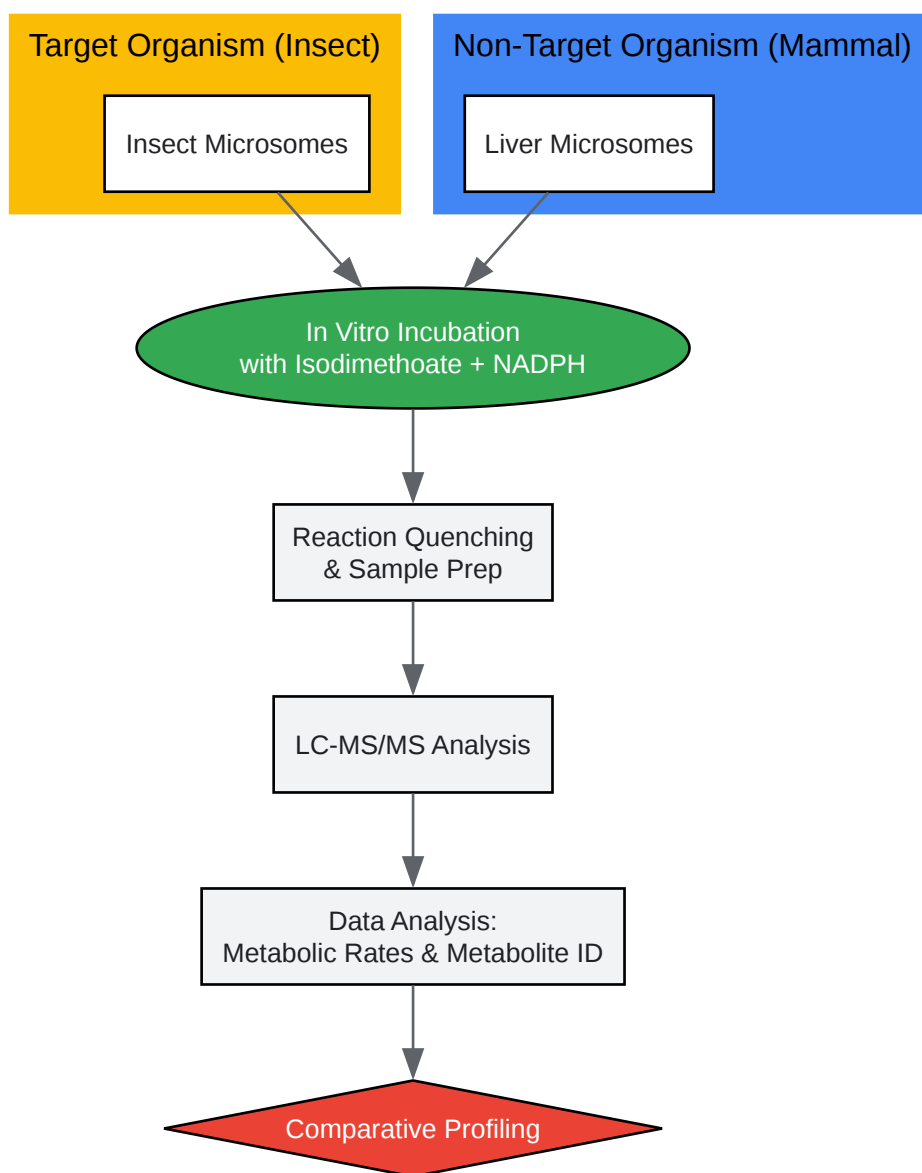 Target Organism (Insect)
Non-Target Organism (Mammal)
Insect Microsomes
Liver Microsomes
In Vitro Incubation
with Isodimethoate + NADPH
Reaction Quenching
& Sample Prep
LC-MS/MS Analysis
Data Analysis:
Metabolic Rates & Metabolite ID
Comparative Profiling